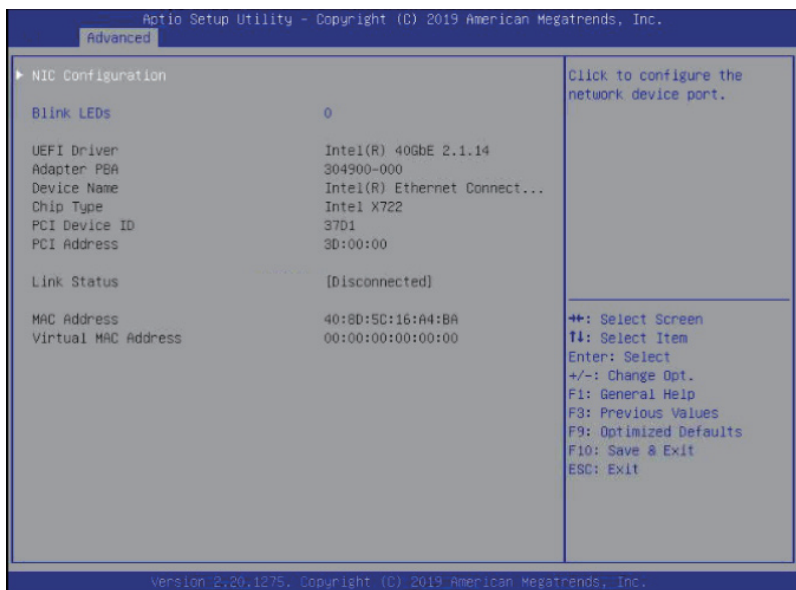 Aptio Setup Utility - Copyright (C) 2019 American Megatrends, Inc.
Advanced
NIC Configuration
Blink LEDs 0
UEFI Driver Intel(R) 40GbE 2.1.14
Adapter PBA 304900-000
Device Name Intel(R) Ethernet Connect...
Chip Type Intel X722
PCI Device ID 37D1
PCI Address 3D:00:00
Link Status [Disconnected]
MAC Address 40:8D:5C:16:A4:BA
Virtual MAC Address 00:00:00:00:00:00
Click to configure the
network device port.
→←: Select Screen
↑↓: Select Item
Enter: Select
+/-: Change Opt.
F1: General Help
F3: Previous Values
F9: Optimized Defaults
F10: Save & Exit
ESC: Exit
Version 2.20.1275. Copyright (C) 2019 American Megatrends, Inc.